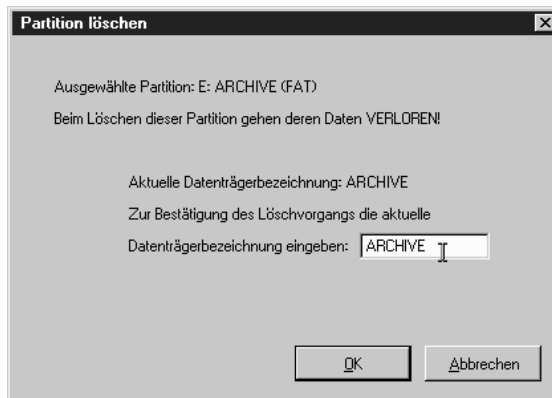 Partition löschen
Ausgewählte Partition: E: ARCHIVE (FAT)
Beim Löschen dieser Partition gehen deren Daten VERLOREN!
Aktuelle Datenträgerbezeichnung: ARCHIVE
Zur Bestätigung des Löschvorgangs die aktuelle
Datenträgerbezeichnung eingeben: ARCHIVE
OK Abbrechen